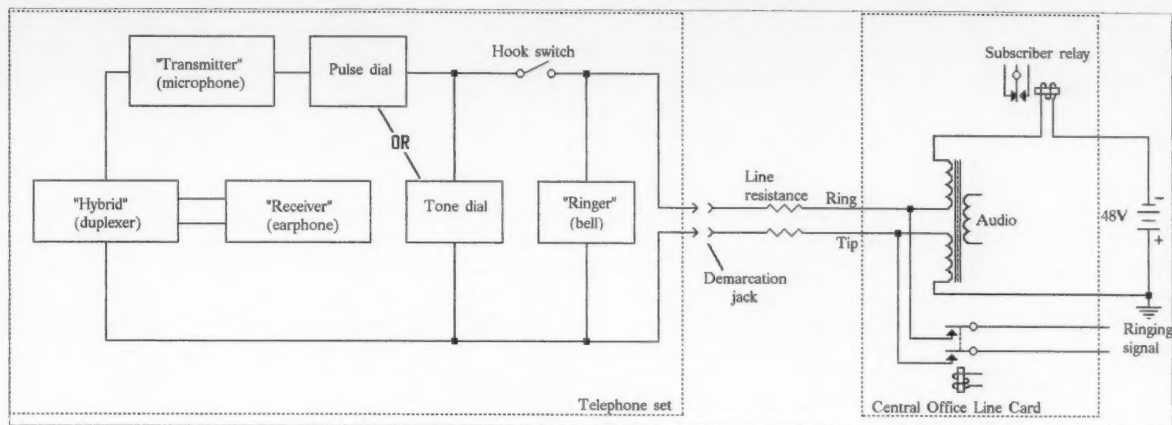 Hook switch
Subscriber relay
"Transmitter"
(microphone)
Pulse dial
OR
"Hybrid"
(duplexer)
"Receiver"
(earphone)
Tone dial
"Ringer"
(bell)
Line
resistance
Ring
Tip
Demarcation
jack
Audio
48V
-
+
Ringing
signal
Telephone set
Central Office Line Card